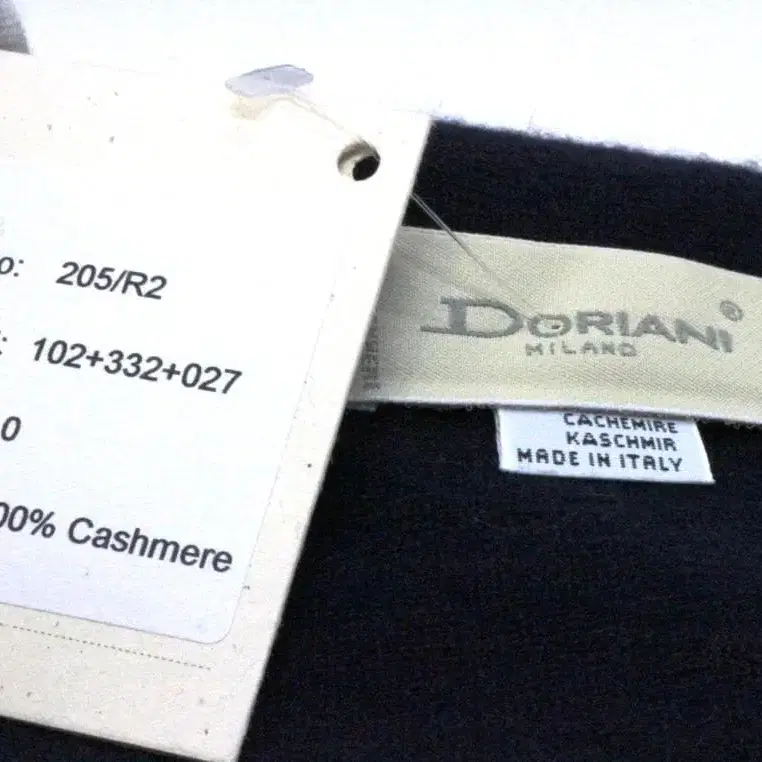 o: 205/R2
: 102+332+027
0
00% Cashmere
DORIANI®
MILANO
CACHEMIRE
KASCHMIR
MADE IN ITALY